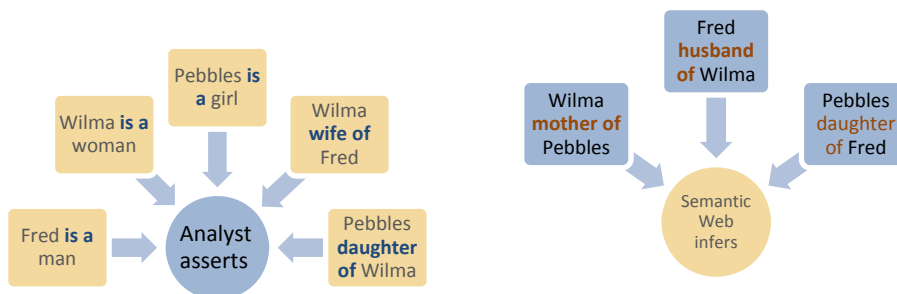 Pebbles is
a girl
Wilma is a
woman
Wilma
wife of
Fred
Fred is a
man
Analyst
asserts
Pebbles
daughter
of Wilma
Fred
husband
of Wilma
Wilma
mother of
Pebbles
Pebbles
daughter
of Fred
Semantic
Web
infers